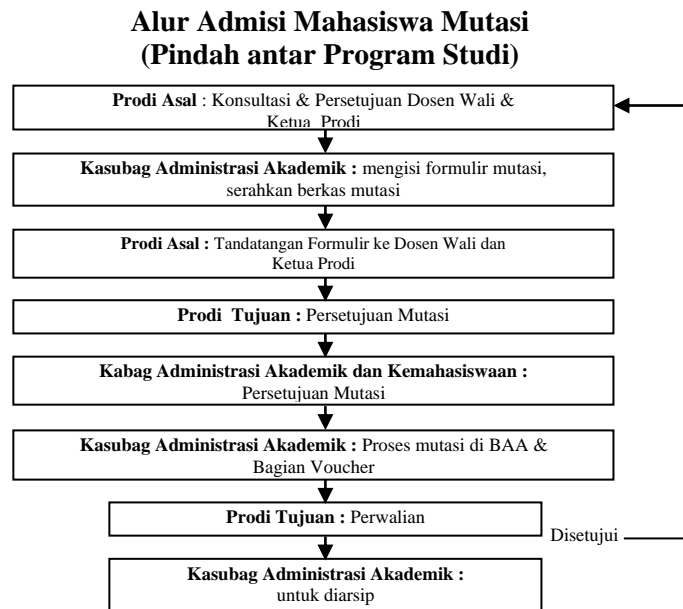 Alur Admisi Mahasiswa Mutasi
(Pindah antar Program Studi)
Prodi Asal : Konsultasi & Persetujuan Dosen Wali &
Ketua Prodi
Kasubag Administrasi Akademik : mengisi formulir mutasi,
serahkan berkas mutasi
Prodi Asal : Tandatangan Formulir ke Dosen Wali dan
Ketua Prodi
Prodi Tujuan : Persetujuan Mutasi
Kabag Administrasi Akademik dan Kemahasiswaan :
Persetujuan Mutasi
Kasubag Administrasi Akademik : Proses mutasi di BAA &
Bagian Voucher
Prodi Tujuan : Perwalian
Disetujui
Kasubag Administrasi Akademik :
untuk diarsip